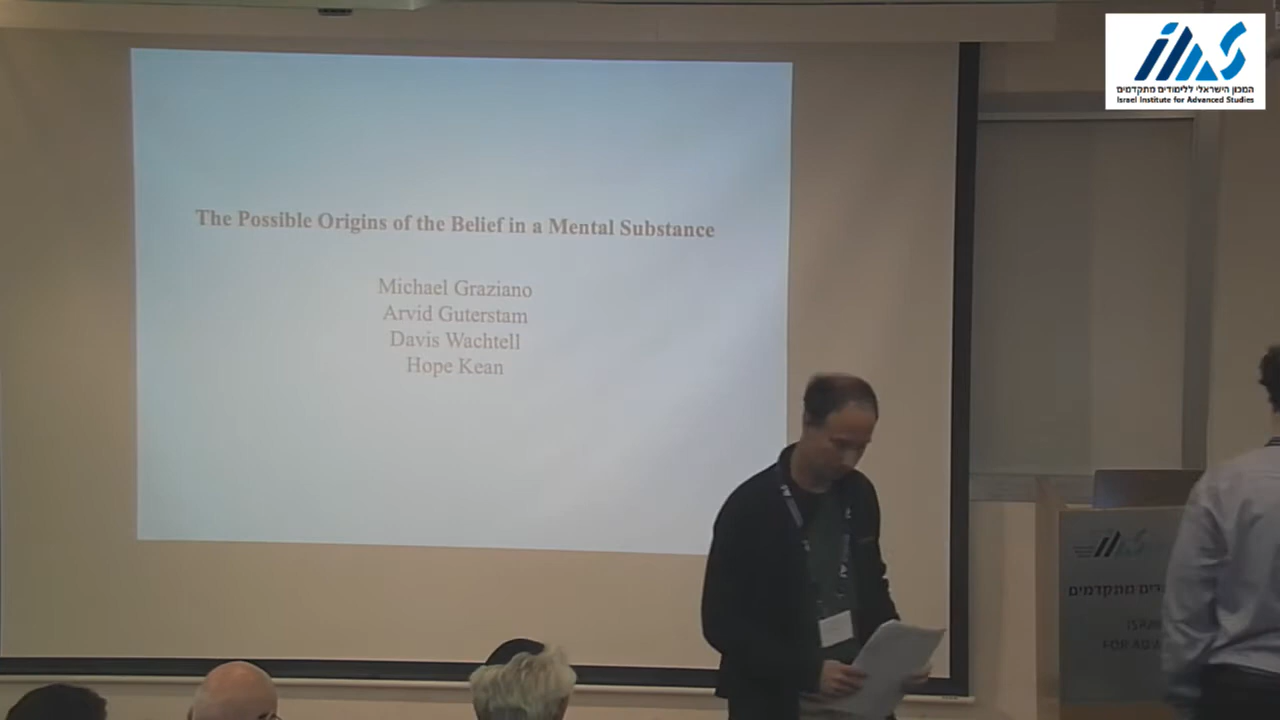 המכון הישראלי ללימודים מתקדמים
Israel Institute for Advanced Studies
The Possible Origins of the Belief in a Mental Substance
Michael Graziano
Arvid Guterstam
Davis Wachtell
Hope Kean
מתקדמים